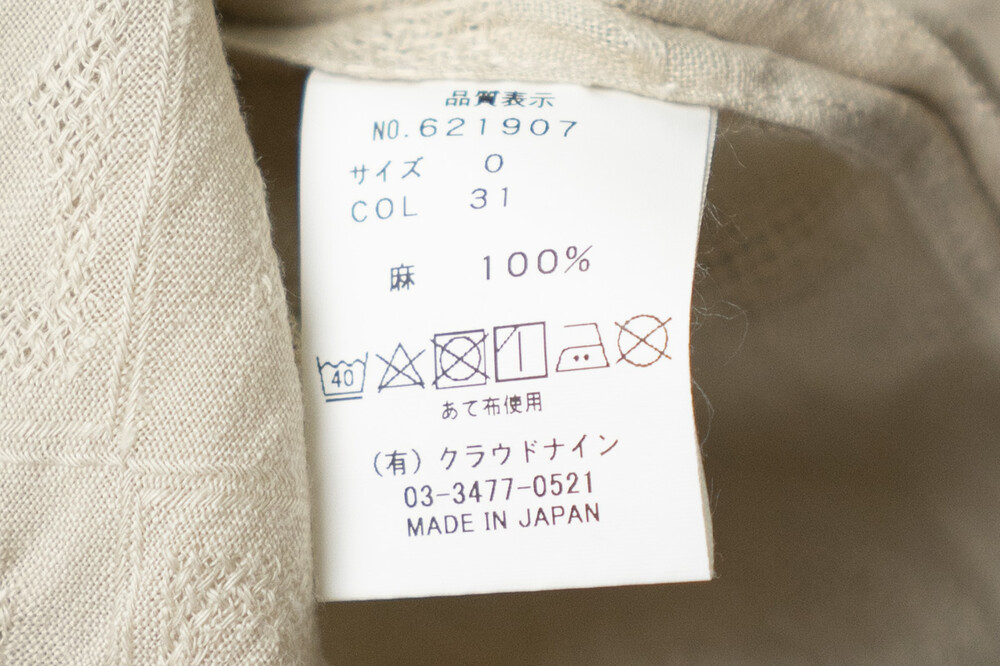 品質表示
NO.621907
サイズ 0
COL 31
麻 100%
40
あて布使用
(有)クラウドナイン
03-3477-0521
MADE IN JAPAN